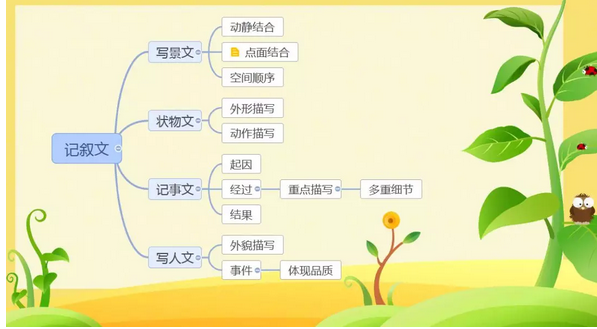 记叙文
写景文
动静结合
点面结合
空间顺序
状物文
外形描写
动作描写
记事文
起因
经过
重点描写
多重细节
结果
写人文
外貌描写
事件
体现品质